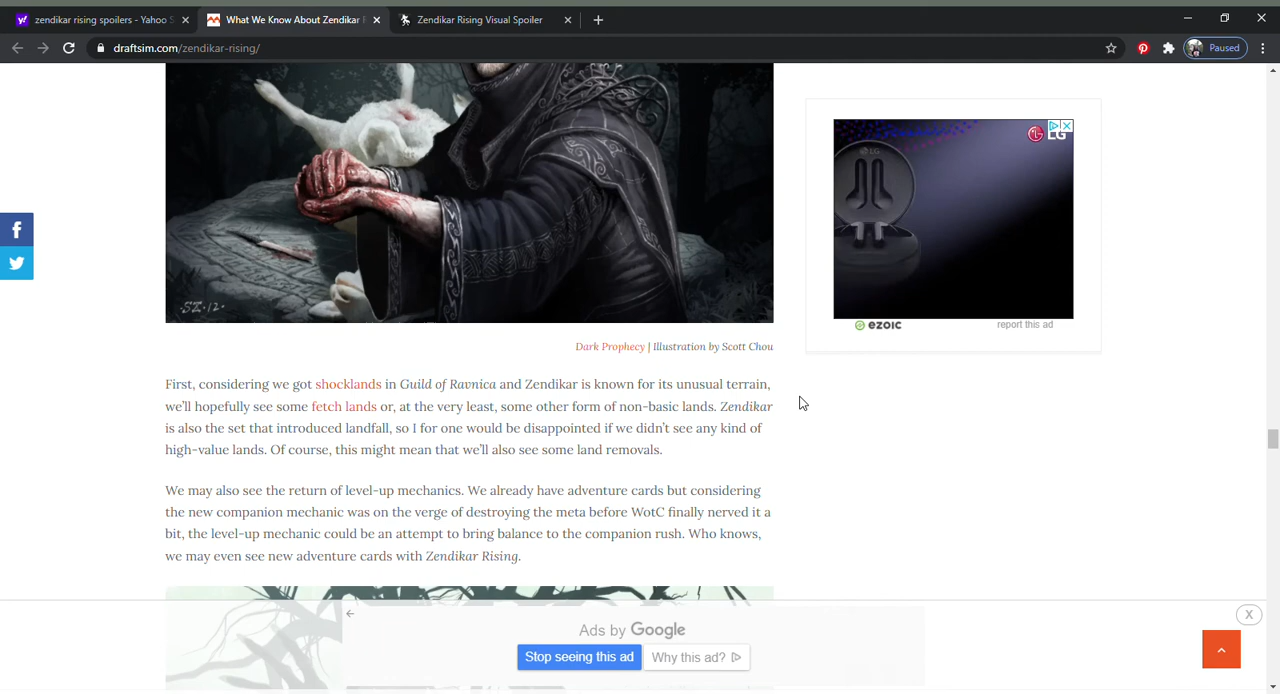 zendikar rising spoilers - Yahoo S
What We Know About Zendikar R
Zendikar Rising Visual Spoiler
draftsim.com/zendikar-rising/
Paused
LG
LG
SZ·12·
ezoic
report this ad
Dark Prophecy | Illustration by Scott Chou
First, considering we got shocklands in Guild of Ravnica and Zendikar is known for its unusual terrain,
we'll hopefully see some fetch lands or, at the very least, some other form of non-basic lands. Zendikar
is also the set that introduced landfall, so I for one would be disappointed if we didn't see any kind of
high-value lands. Of course, this might mean that we'll also see some land removals.
We may also see the return of level-up mechanics. We already have adventure cards but considering
the new companion mechanic was on the verge of destroying the meta before WotC finally nerved it a
bit, the level-up mechanic could be an attempt to bring balance to the companion rush. Who knows,
we may even see new adventure cards with Zendikar Rising.
Ads by Google
Stop seeing this ad
Why this ad?
X